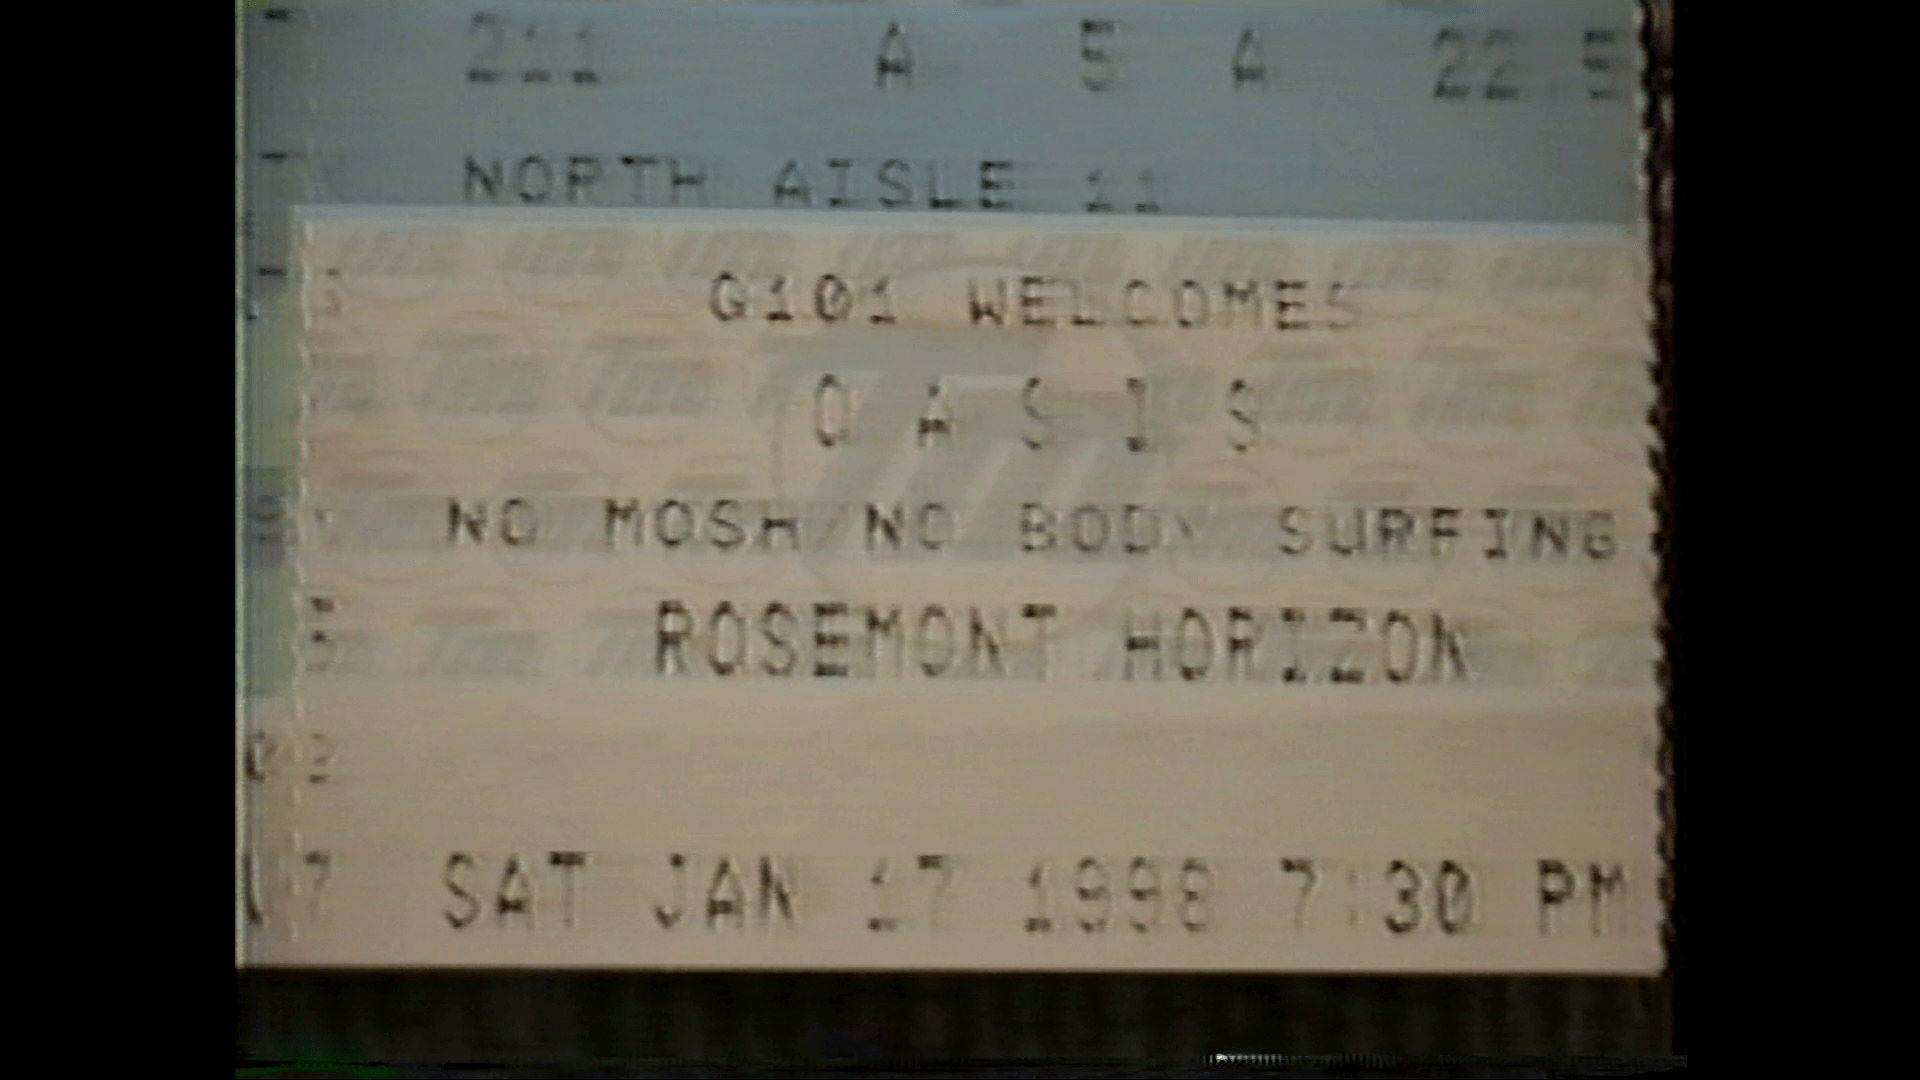 211 A 5 A 22.5
NORTH AISLE 11
G101 WELCOMES
O A S I S
NO MOSH/NO BODY SURFING
ROSEMONT HORIZON
SAT JAN 17 1998 7:30 PM